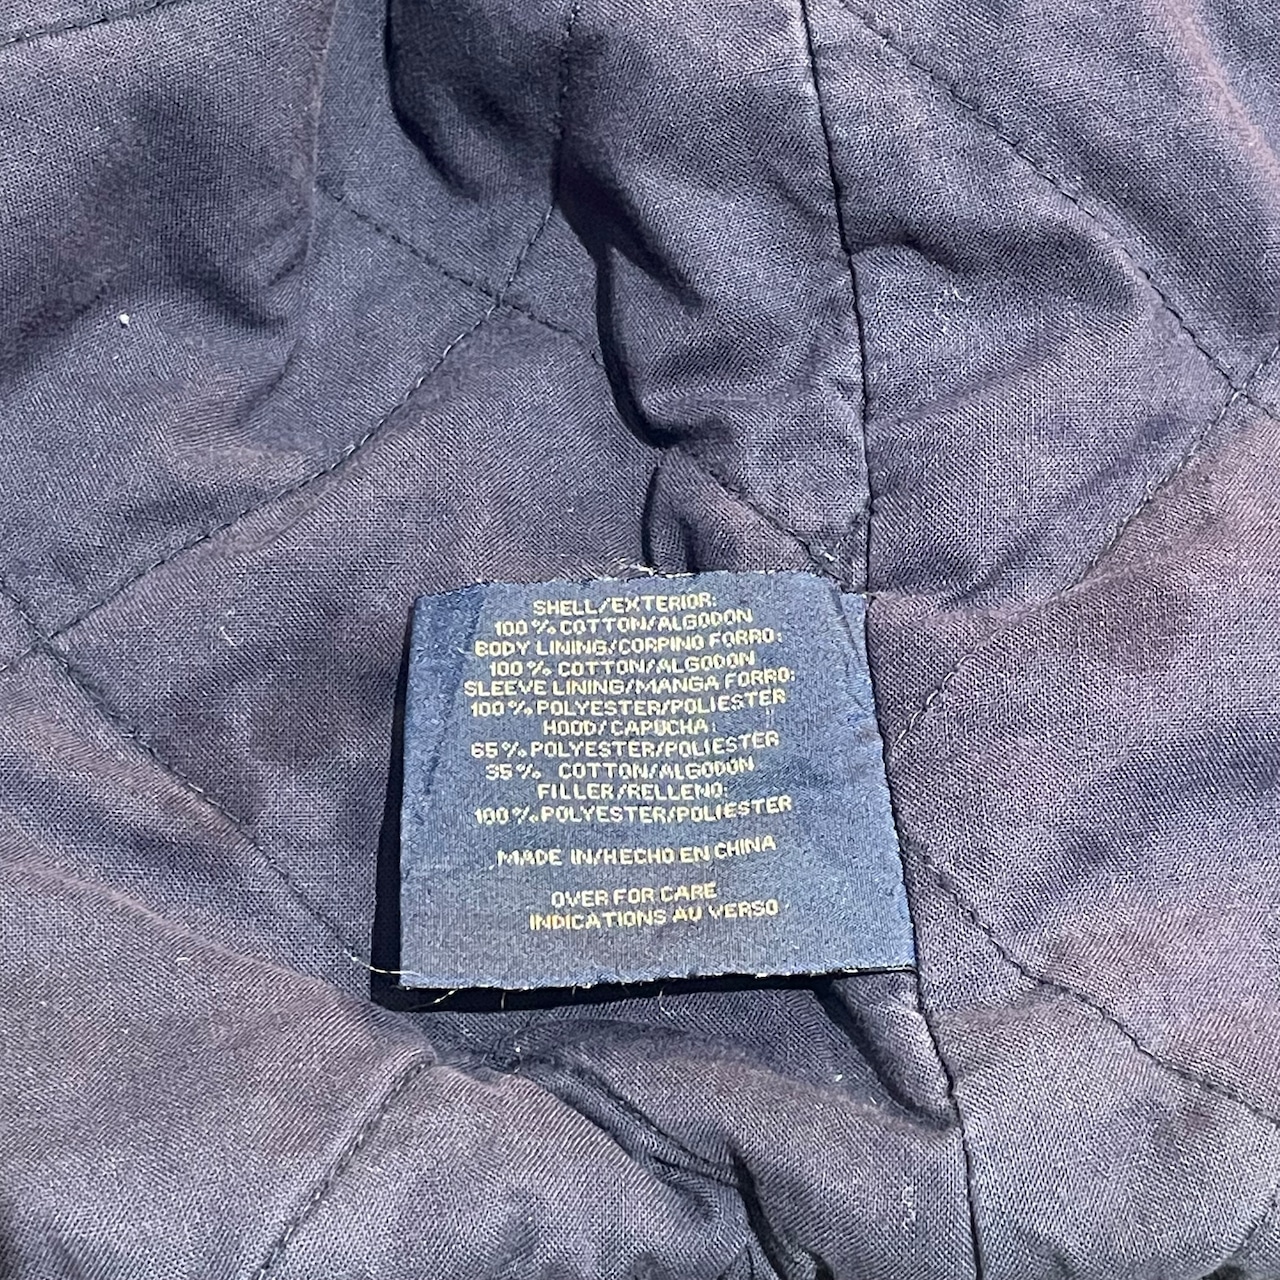 SHELL/EXTERIOR:
100% COTTON/ALGODON
BODY LINING/CORPINO FORRO:
100% COTTON/ALGODON
SLEEVE LINING/MANGA FORRO:
100% POLYESTER/POLIESTER
HOOD/CAPUCHA:
65% POLYESTER/POLIESTER
35% COTTON/ALGODON
FILLER/RELLENO:
100% POLYESTER/POLIESTER
MADE IN/HECHO EN CHINA
OVER FOR CARE
INDICATIONS AU VERSO